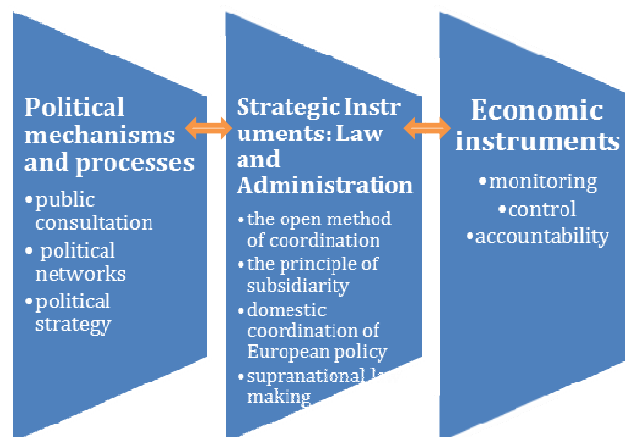 Political
mechanisms
and processes
•public
consultation
• political
networks
•political
strategy
Strategic Instr
uments: Law
and
Administration
•the open method
of coordination
•the principle of
subsidiarity
•domestic
coordination of
European policy
•supranational
making
Economic
instruments
•monitoring
•control
•accountability